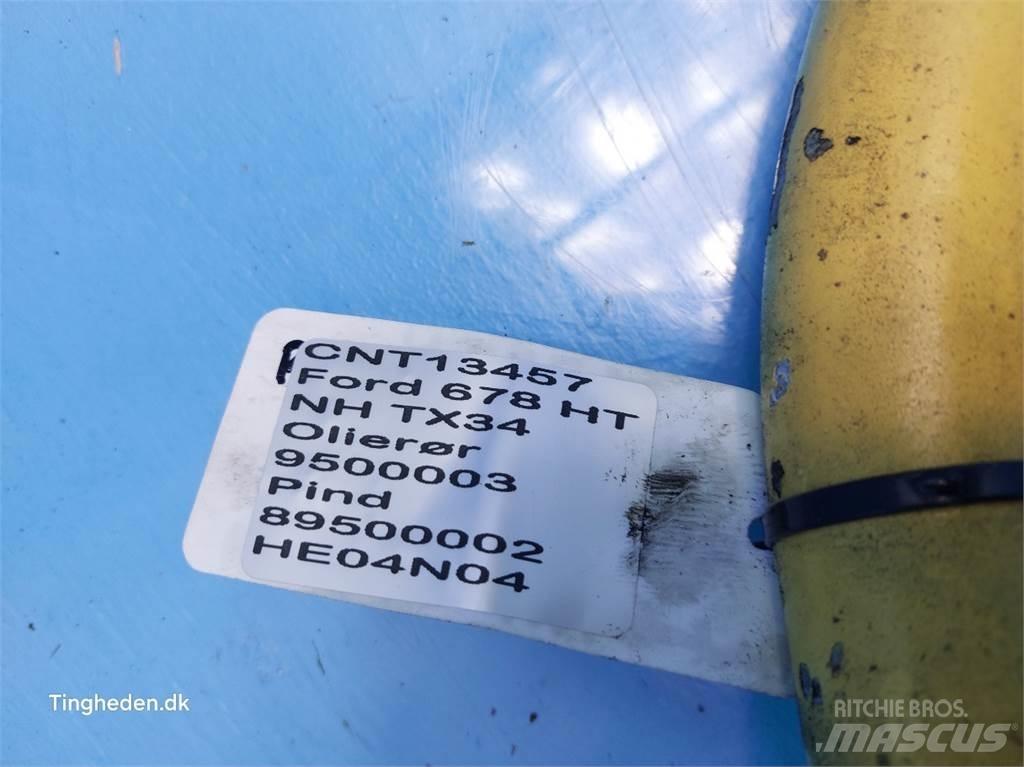 CNT13457
Ford 678 HT
NH TX34
Olierør
9500003
Pind
89500002
HE04N04
Tingheden.dk
RITCHIE BROS.
MASCUS